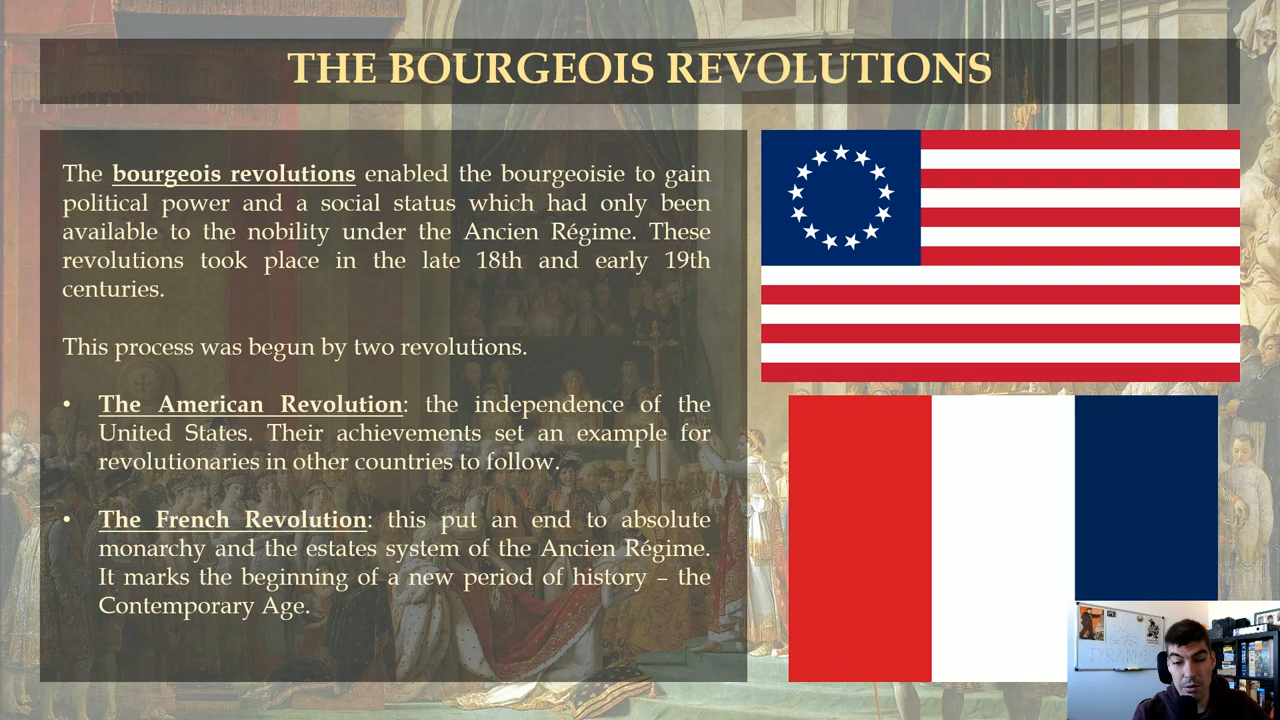 THE BOURGEOIS REVOLUTIONS
The bourgeois revolutions enabled the bourgeoisie to gain
political power and a social status which had only been
available to the nobility under the Ancien Régime. These
revolutions took place in the late 18th and early 19th
centuries.
This process was begun by two revolutions.
• The American Revolution: the independence of the
United States. Their achievements set an example for
revolutionaries in other countries to follow.
• The French Revolution: this put an end to absolute
monarchy and the estates system of the Ancien Régime.
It marks the beginning of a new period of history – the
Contemporary Age.